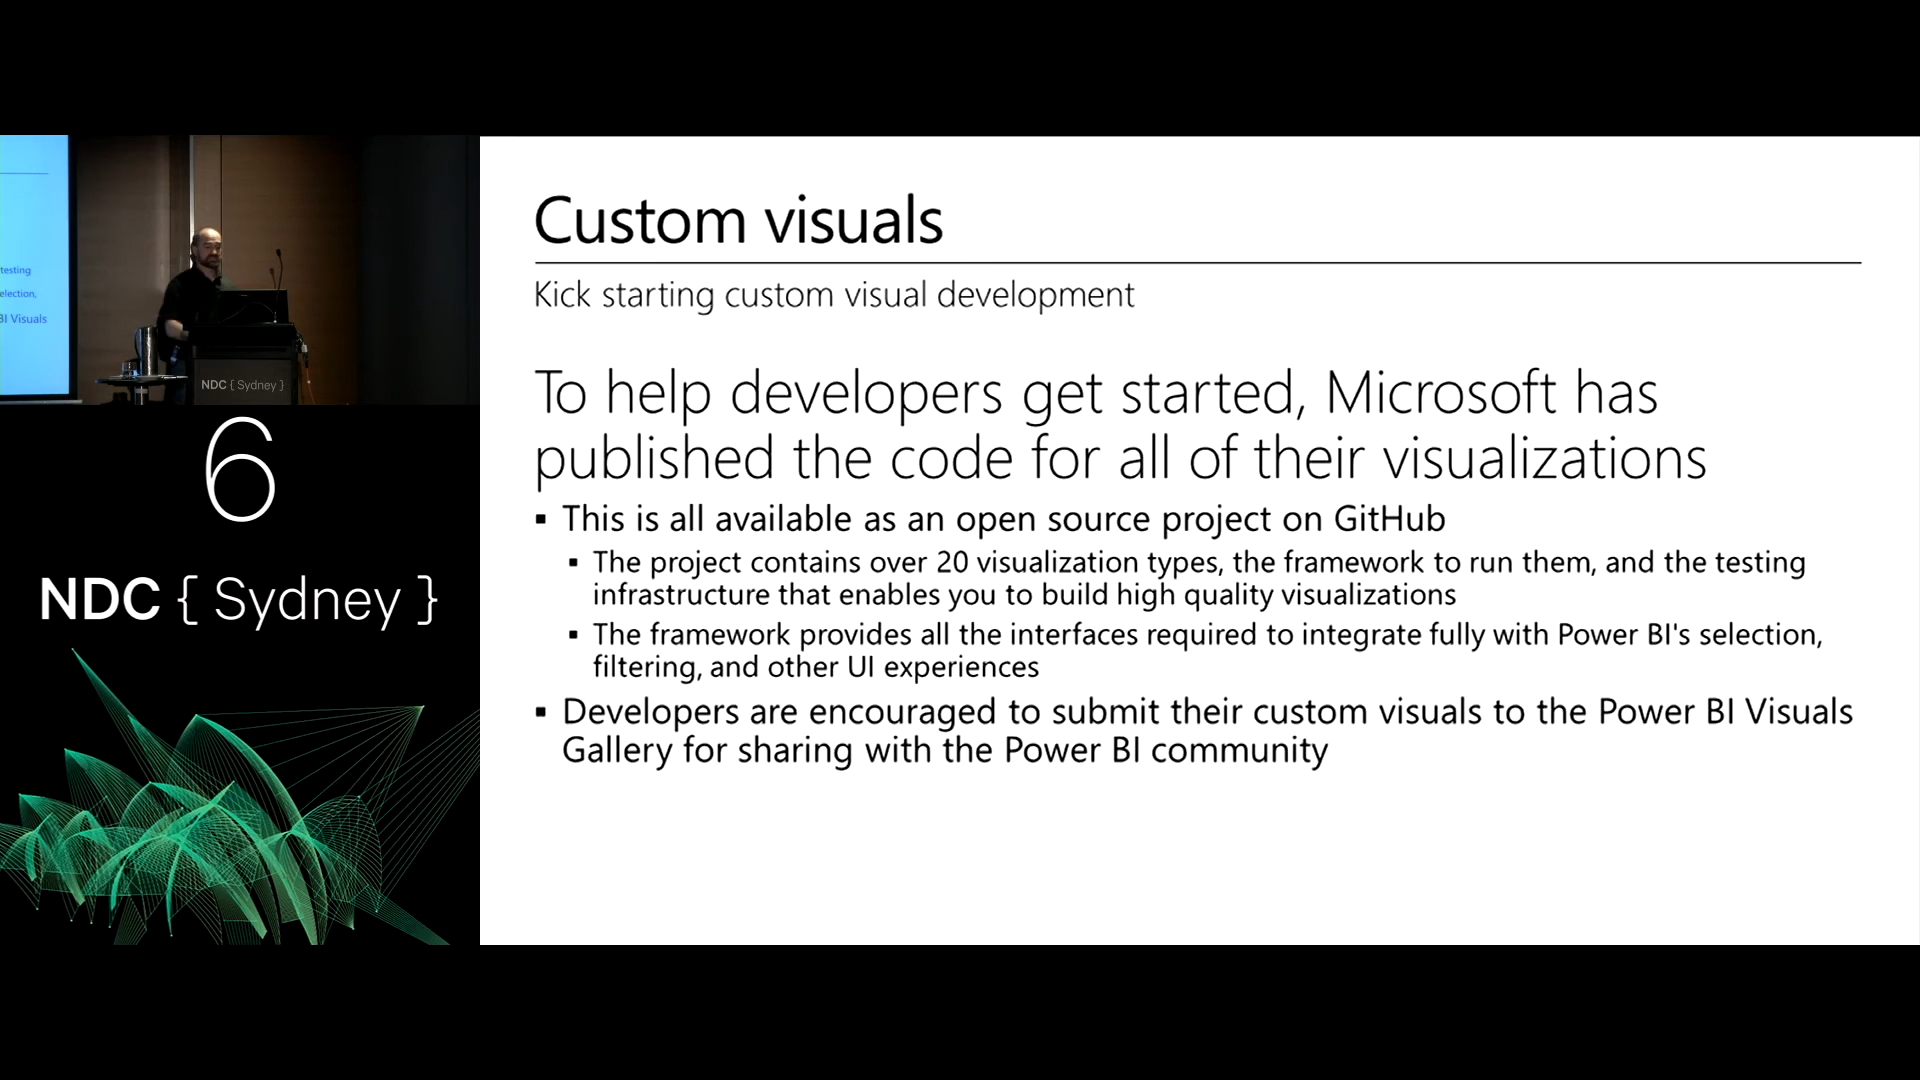 testing
election,
BI Visuals
NDC { Sydney }
6
NDC { Sydney }
Custom visuals
Kick starting custom visual development
To help developers get started, Microsoft has
published the code for all of their visualizations
▪ This is all available as an open source project on GitHub
▪ The project contains over 20 visualization types, the framework to run them, and the testing
infrastructure that enables you to build high quality visualizations
▪ The framework provides all the interfaces required to integrate fully with Power BI's selection,
filtering, and other UI experiences
▪ Developers are encouraged to submit their custom visuals to the Power BI Visuals
Gallery for sharing with the Power BI community